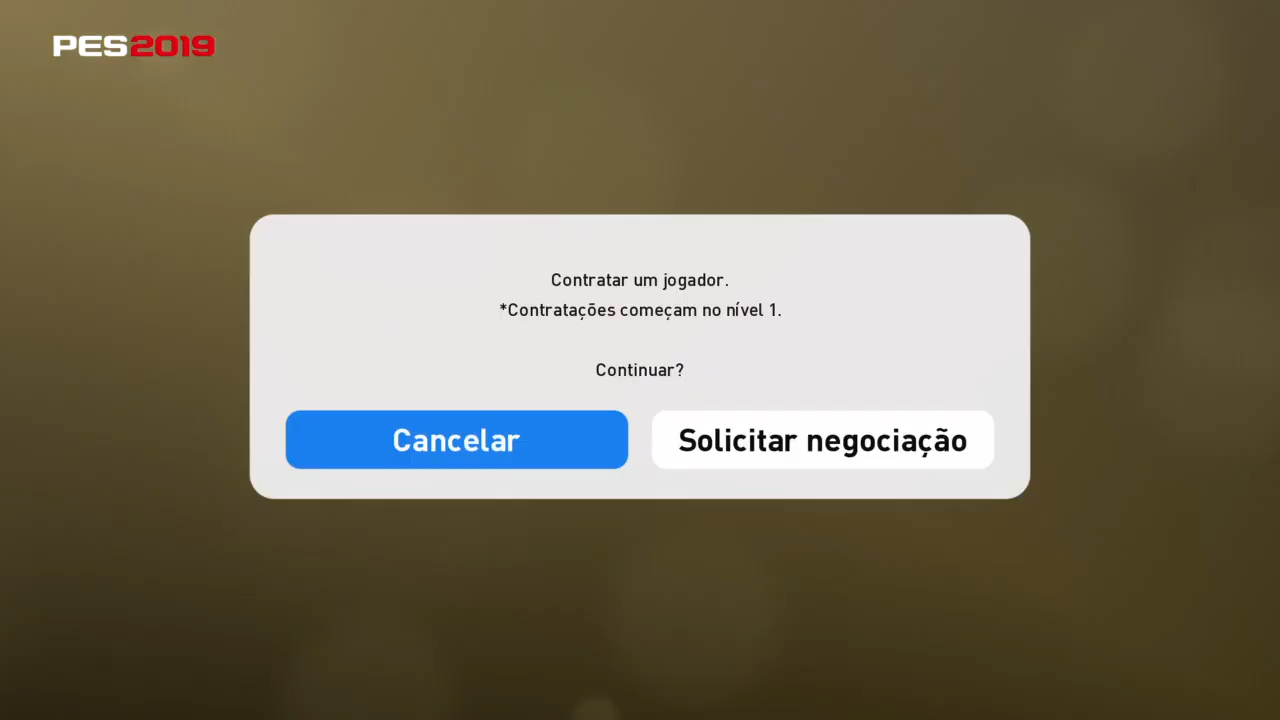 PES2019
Contratar um jogador.
*Contratações começam no nível 1.
Continuar?
Cancelar
Solicitar negociação